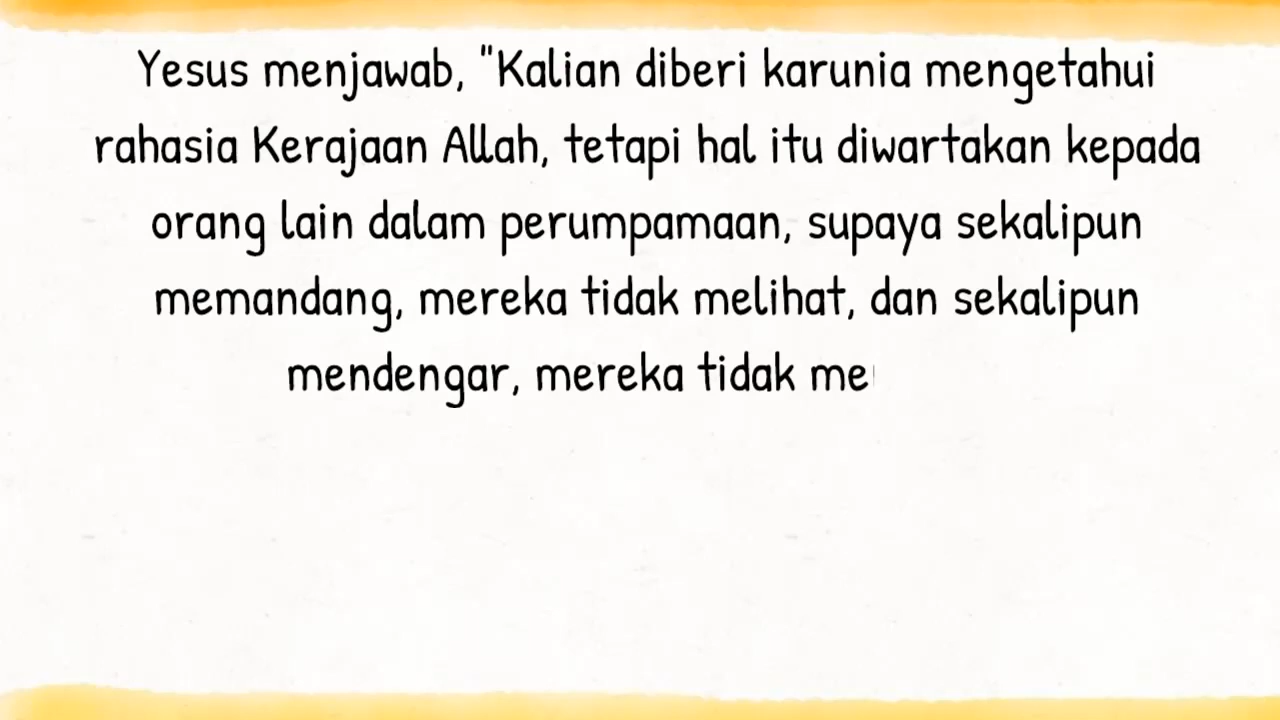 Yesus menjawab, "Kalian diberi karunia mengetahui
rahasia Kerajaan Allah, tetapi hal itu diwartakan kepada
orang lain dalam perumpamaan, supaya sekalipun
memandang, mereka tidak melihat, dan sekalipun
mendengar, mereka tidak me